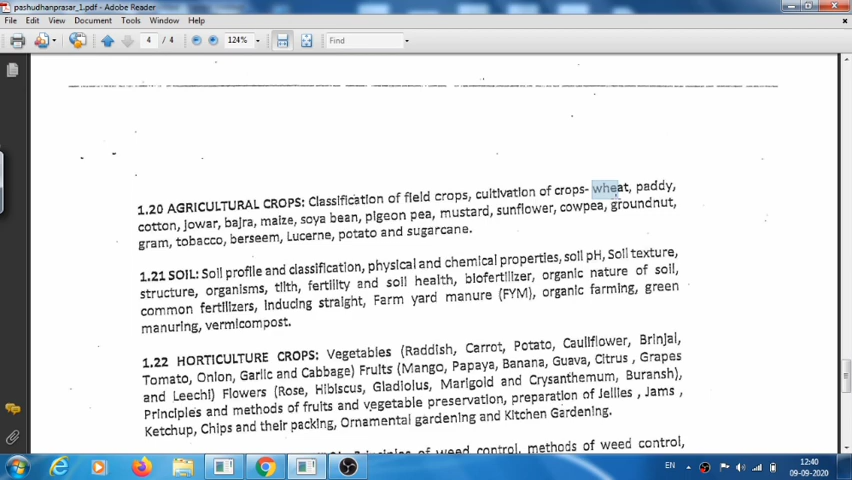 pashudhanprasar_1.pdf - Adobe Reader
File Edit View Document Tools Window Help
4 / 4 124% Find
1.20 AGRICULTURAL CROPS: Classification of field crops, cultivation of crops- wheat, paddy,
cotton, jowar, bajra, maize, soya bean, pigeon pea, mustard, sunflower, cowpea, groundnut,
gram, tobacco, berseem, Lucerne, potato and sugarcane.
1.21 SOIL: Soil profile and classification, physical and chemical properties, soil pH, Soil texture,
structure, organisms, tilth, fertility and soil health, biofertilizer, organic nature of soil,
common fertilizers, inducing straight, Farm yard manure (FYM), organic farming, green
manuring, vermicompost.
1.22 HORTICULTURE CROPS: Vegetables (Raddish, Carrot, Potato, Cauliflower, Brinjal,
Tomato, Onion, Garlic and Cabbage) Fruits (Mango, Papaya, Banana, Guava, Citrus , Grapes
and Leechi) Flowers (Rose, Hibiscus, Gladiolus, Marigold and Crysanthemum, Buransh),
Principles and methods of fruits and vegetable preservation, preparation of Jellies , Jams ,
Ketchup, Chips and their packing, Ornamental gardening and Kitchen Gardening.
Principles of weed control, methods of weed control,
EN
12:40
09-09-2020